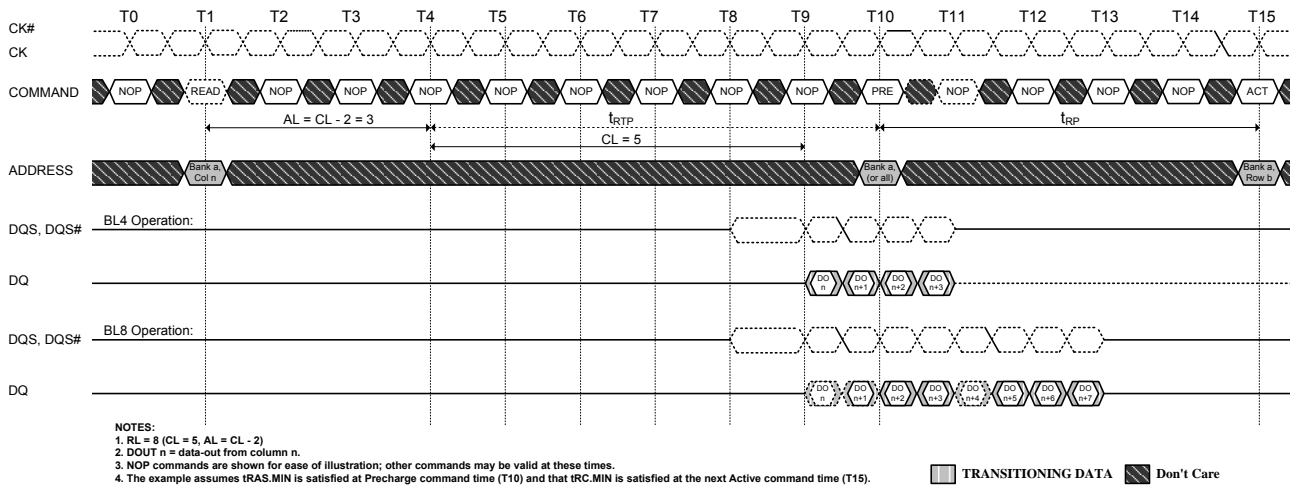 T0 T1 T2 T3 T4 T5 T6 T7 T8 T9 T10 T11 T12 T13 T14 T15
CK#
CK
COMMAND NOP READ NOP NOP NOP NOP NOP NOP NOP NOP PRE NOP NOP NOP NOP ACT
AL = CL - 2 = 3 tRTP tRP
CL = 5
ADDRESS Bank a, Col n Bank a, (or all) Bank a, Row b
BL4 Operation:
DQS, DQS#
DQ DO n DO n+1 DO n+2 DO n+3
BL8 Operation:
DQS, DQS#
DQ DO n DO n+1 DO n+2 DO n+3 DO n+4 DO n+5 DO n+6 DO n+7
NOTES:
1. RL = 8 (CL = 5, AL = CL - 2)
2. DOUT n = data-out from column n.
3. NOP commands are shown for ease of illustration; other commands may be valid at these times.
4. The example assumes tRAS.MIN is satisfied at Precharge command time (T10) and that tRC.MIN is satisfied at the next Active command time (T15).
TRANSITIONING DATA Don't Care